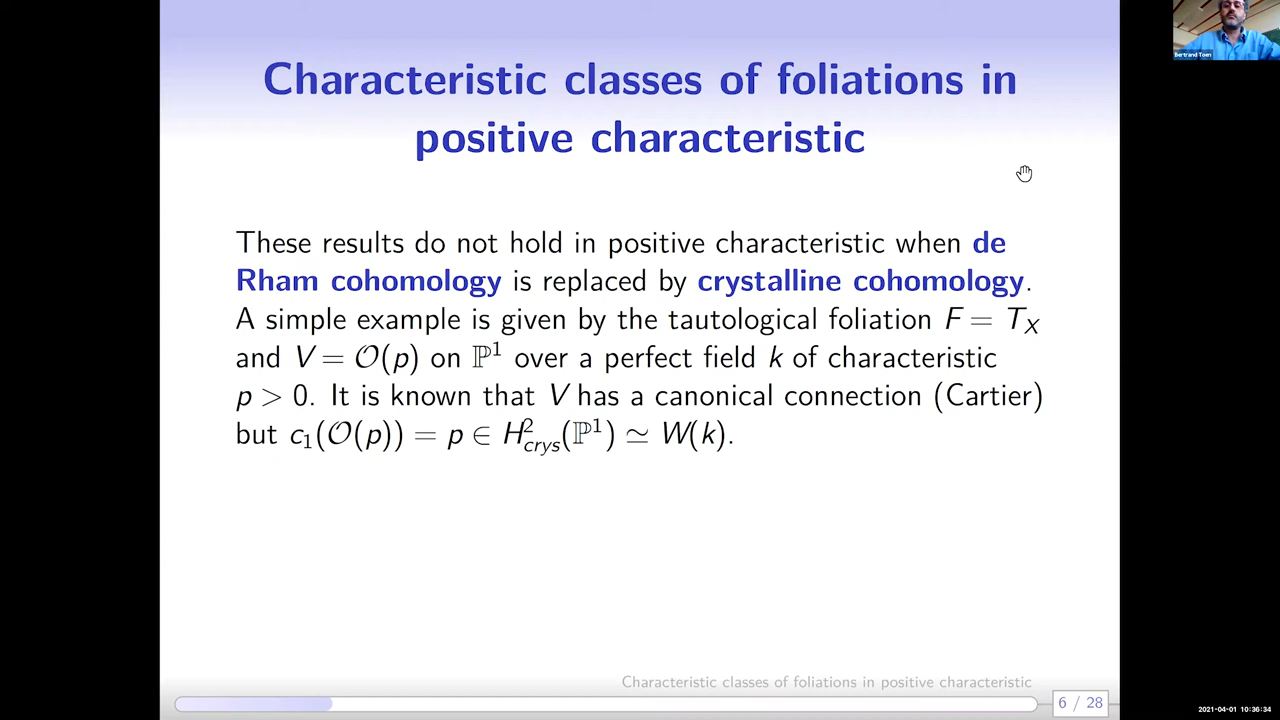 Characteristic classes of foliations in
positive characteristic
These results do not hold in positive characteristic when de
Rham cohomology is replaced by crystalline cohomology.
A simple example is given by the tautological foliation F = T_X
and V = 𝒪(p) on ℙ¹ over a perfect field k of characteristic
p > 0. It is known that V has a canonical connection (Cartier)
but c₁(𝒪(p)) = p ∈ H²_crys(ℙ¹) ≃ W(k).
Characteristic classes of foliations in positive characteristic
6 / 28
Bertrand Toen
2021-04-01 10:36:34